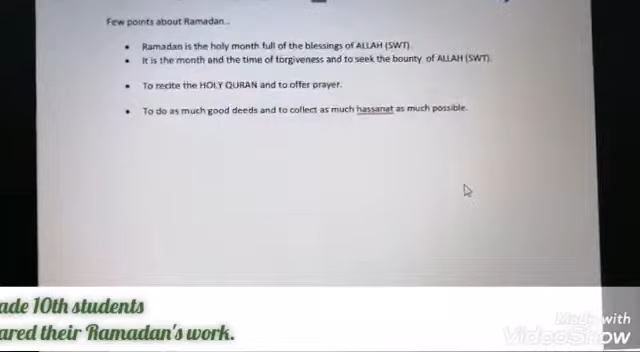 Few points about Ramadan..
• Ramadan is the holy month full of the blessings of ALLAH (SWT)
• It is the month and the time of forgiveness and to seek the bounty of ALLAH (SWT).
• To recite the HOLY QURAN and to offer prayer.
• To do as much good deeds and to collect as much hassanat as much possible.
ade 10th students
ared their Ramadan's work.
Made with
VideoShow